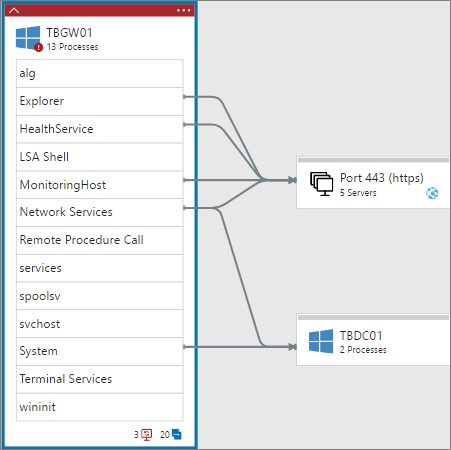 TBGW01
13 Processes
alg
Explorer
HealthService
LSA Shell
MonitoringHost
Network Services
Remote Procedure Call
services
spoolsv
svchost
System
Terminal Services
wininit
3 20
Port 443 (https)
5 Servers
TBDC01
2 Processes